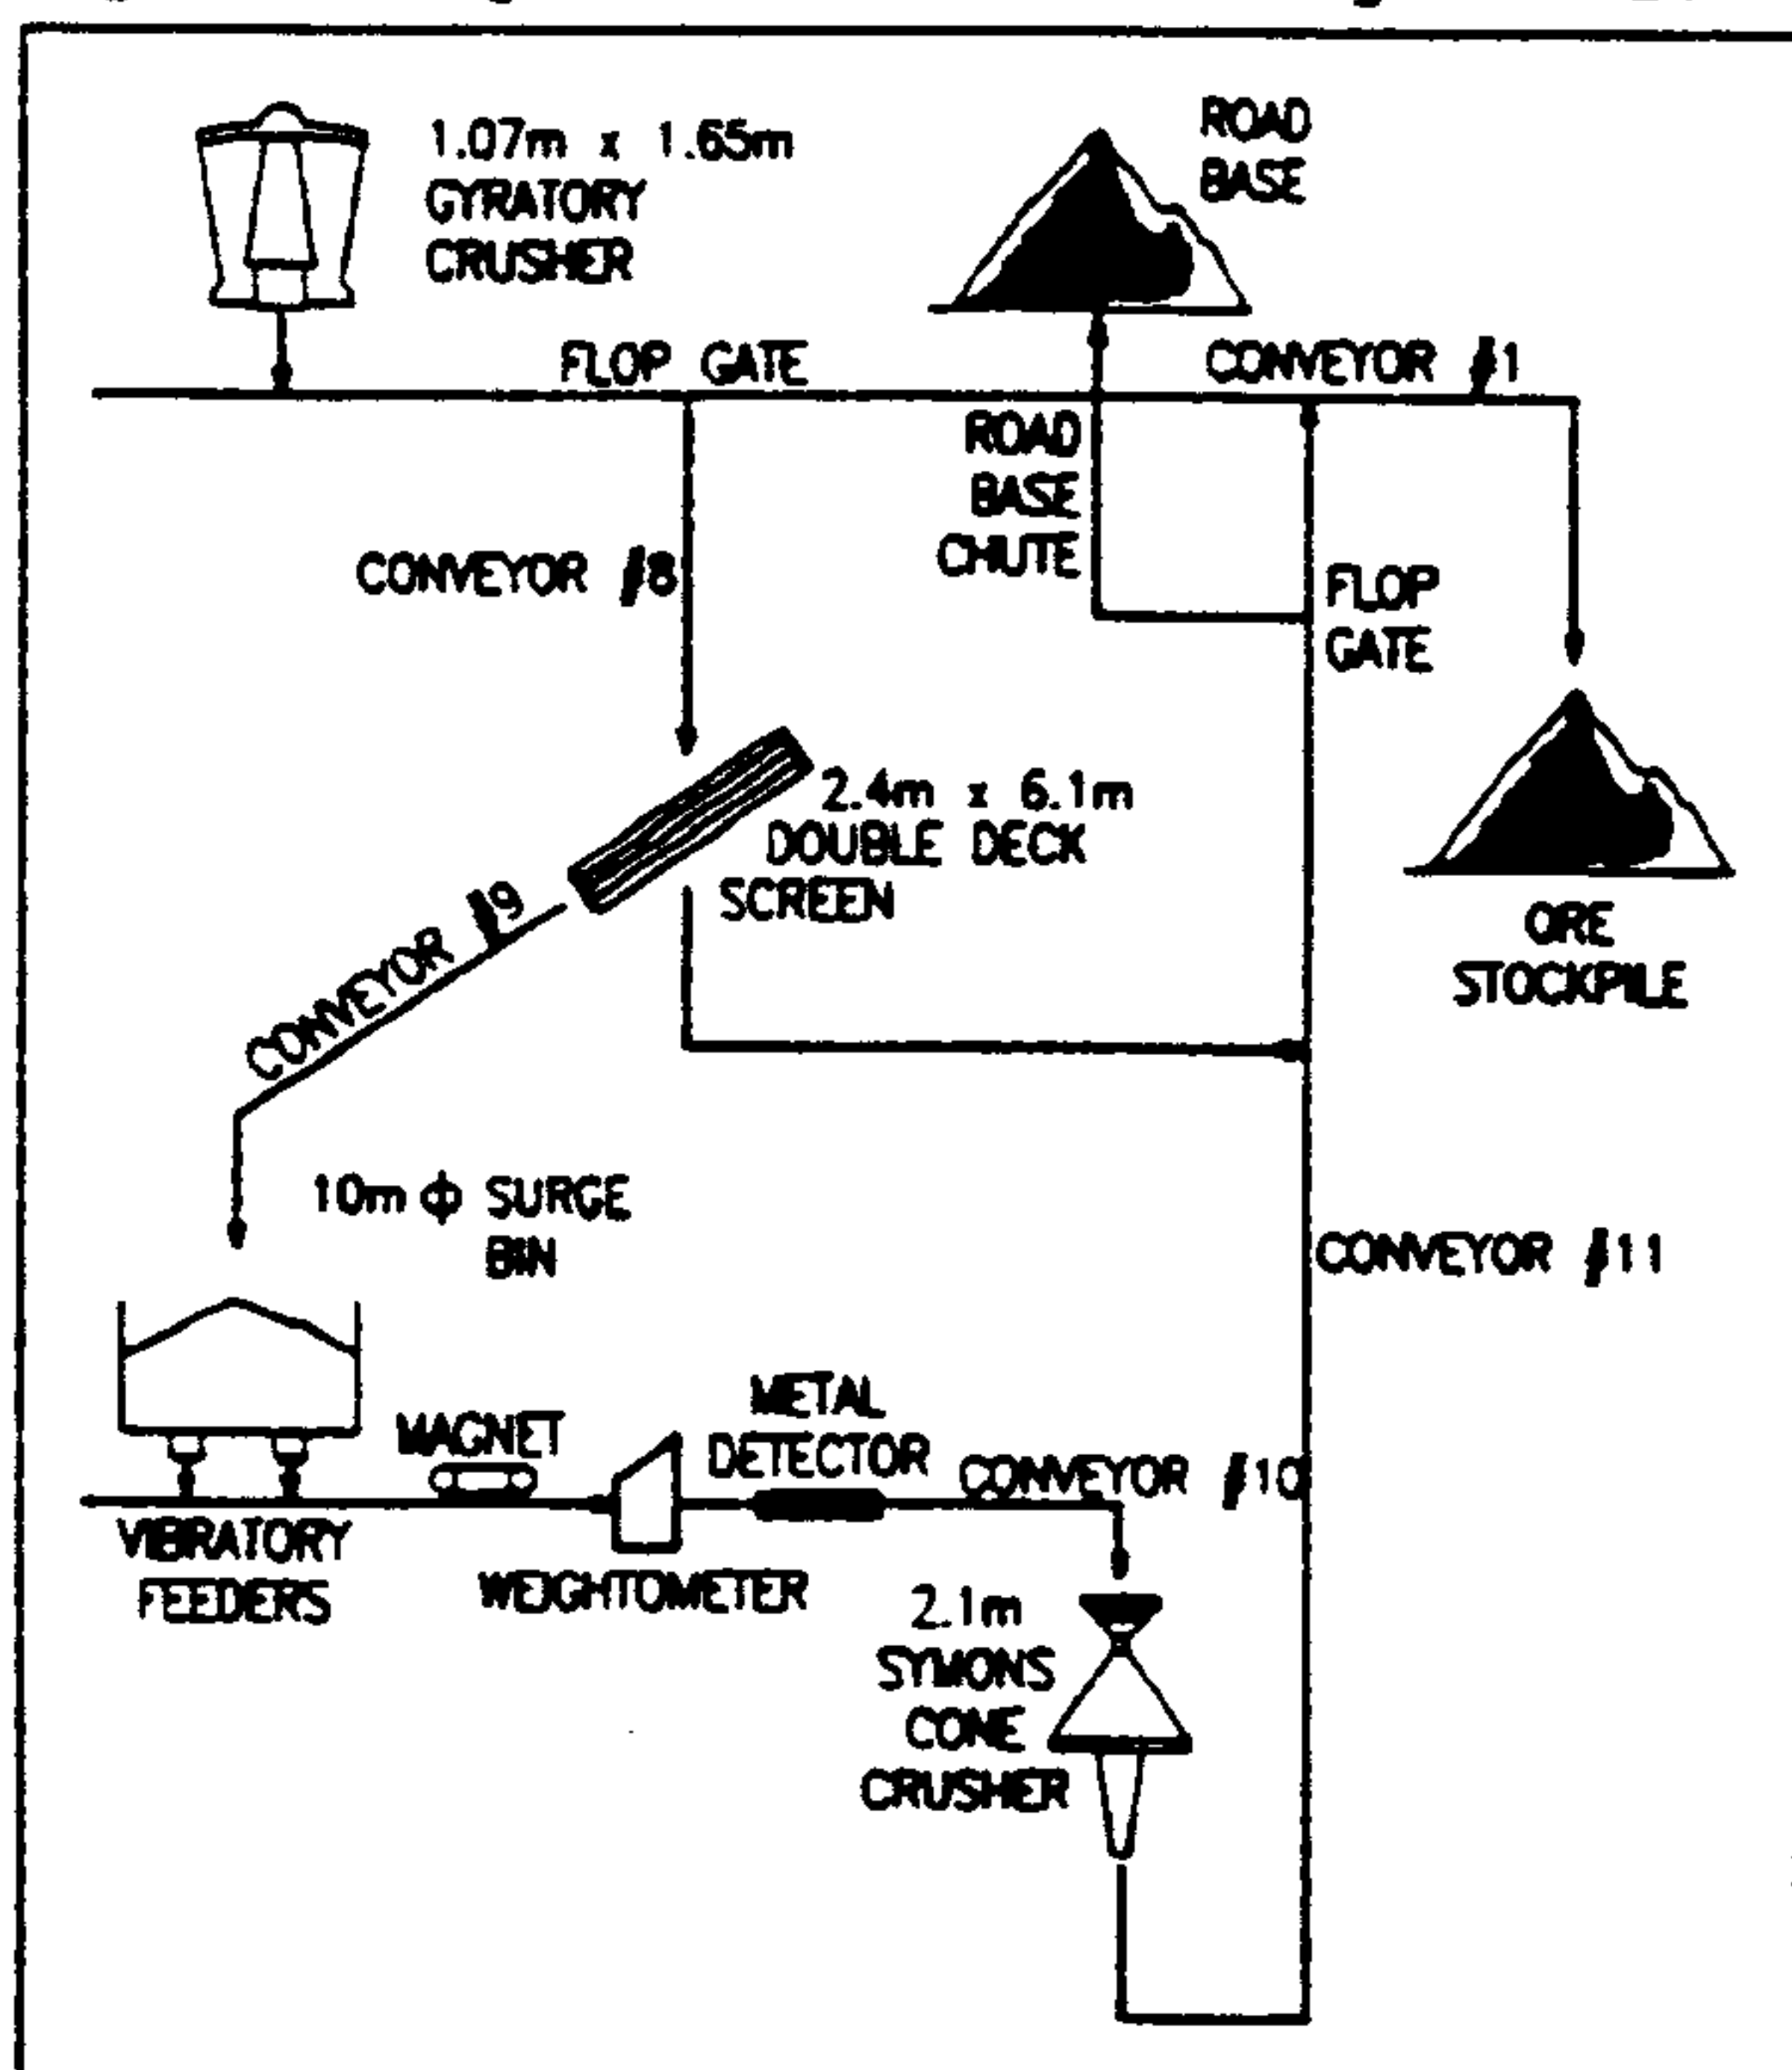 1.07m x 1.65m
GYRATORY
CRUSHER
ROAD
BASE
FLOP GATE
CONVEYOR #1
ROAD
BASE
CHUTE
CONVEYOR #8
FLOP
GATE
2.4m x 6.1m
DOUBLE DECK
SCREEN
CONVEYOR #9
ORE
STOCKPILE
10m ϕ SURGE
BIN
CONVEYOR #11
METAL
DETECTOR
MAGNET
CONVEYOR #10
VIBRATORY
FEEDERS
WEIGHTOMETER
2.1m
SYMONS
CONE
CRUSHER